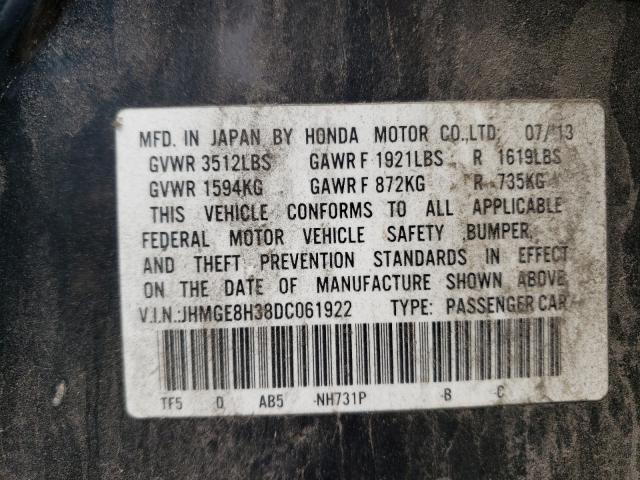 MFD. IN JAPAN BY HONDA MOTOR CO.,LTD. 07/13
GVWR 3512LBS GAWR F 1921LBS R 1619LBS
GVWR 1594KG GAWR F 872KG R 735KG
THIS VEHICLE CONFORMS TO ALL APPLICABLE
FEDERAL MOTOR VEHICLE SAFETY ,BUMPER,
AND THEFT PREVENTION STANDARDS IN EFFECT
ON THE DATE OF MANUFACTURE SHOWN ABOVE.
V.I.N.:JHMGE8H38DC061922 TYPE: PASSENGER CAR
TF5 0 AB5 -NH731P -B -C